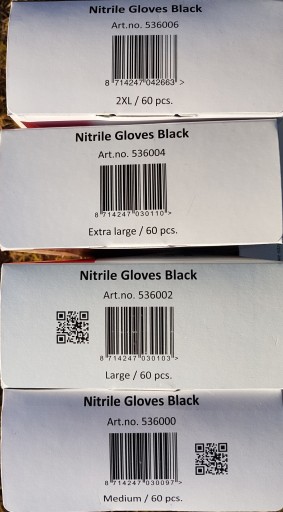 Nitrile Gloves Black
Art.no. 536006
8 714247 042663 >
2XL / 60 pcs.
Nitrile Gloves Black
Art.no. 536004
8 714247 030110 >
Extra large / 60 pcs.
Nitrile Gloves Black
Art.no. 536002
8 714247 030103 >
Large / 60 pcs.
Nitrile Gloves Black
Art.no. 536000
8 714247 030097 >
Medium / 60 pcs.